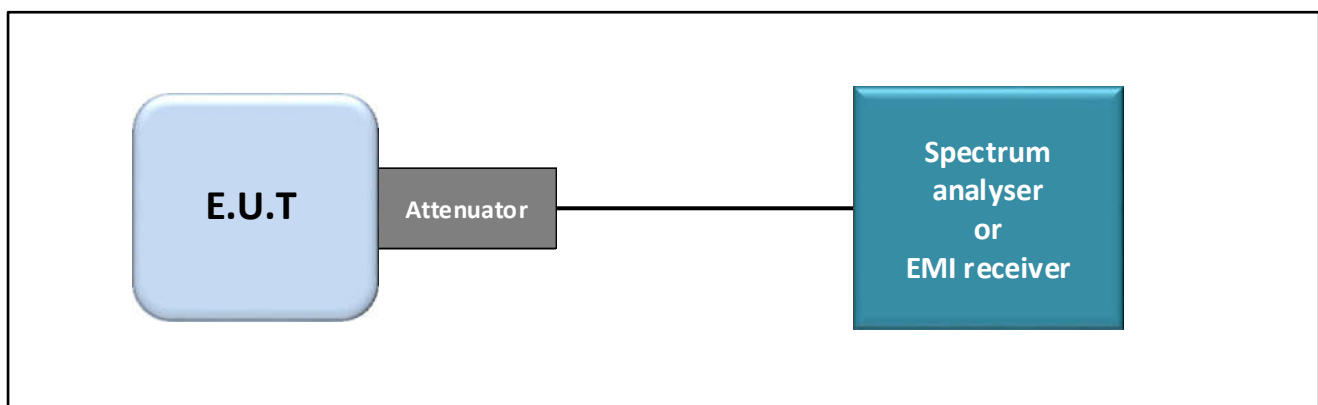 E.U.T
Attenuator
Spectrum
analyser
or
EMI receiver